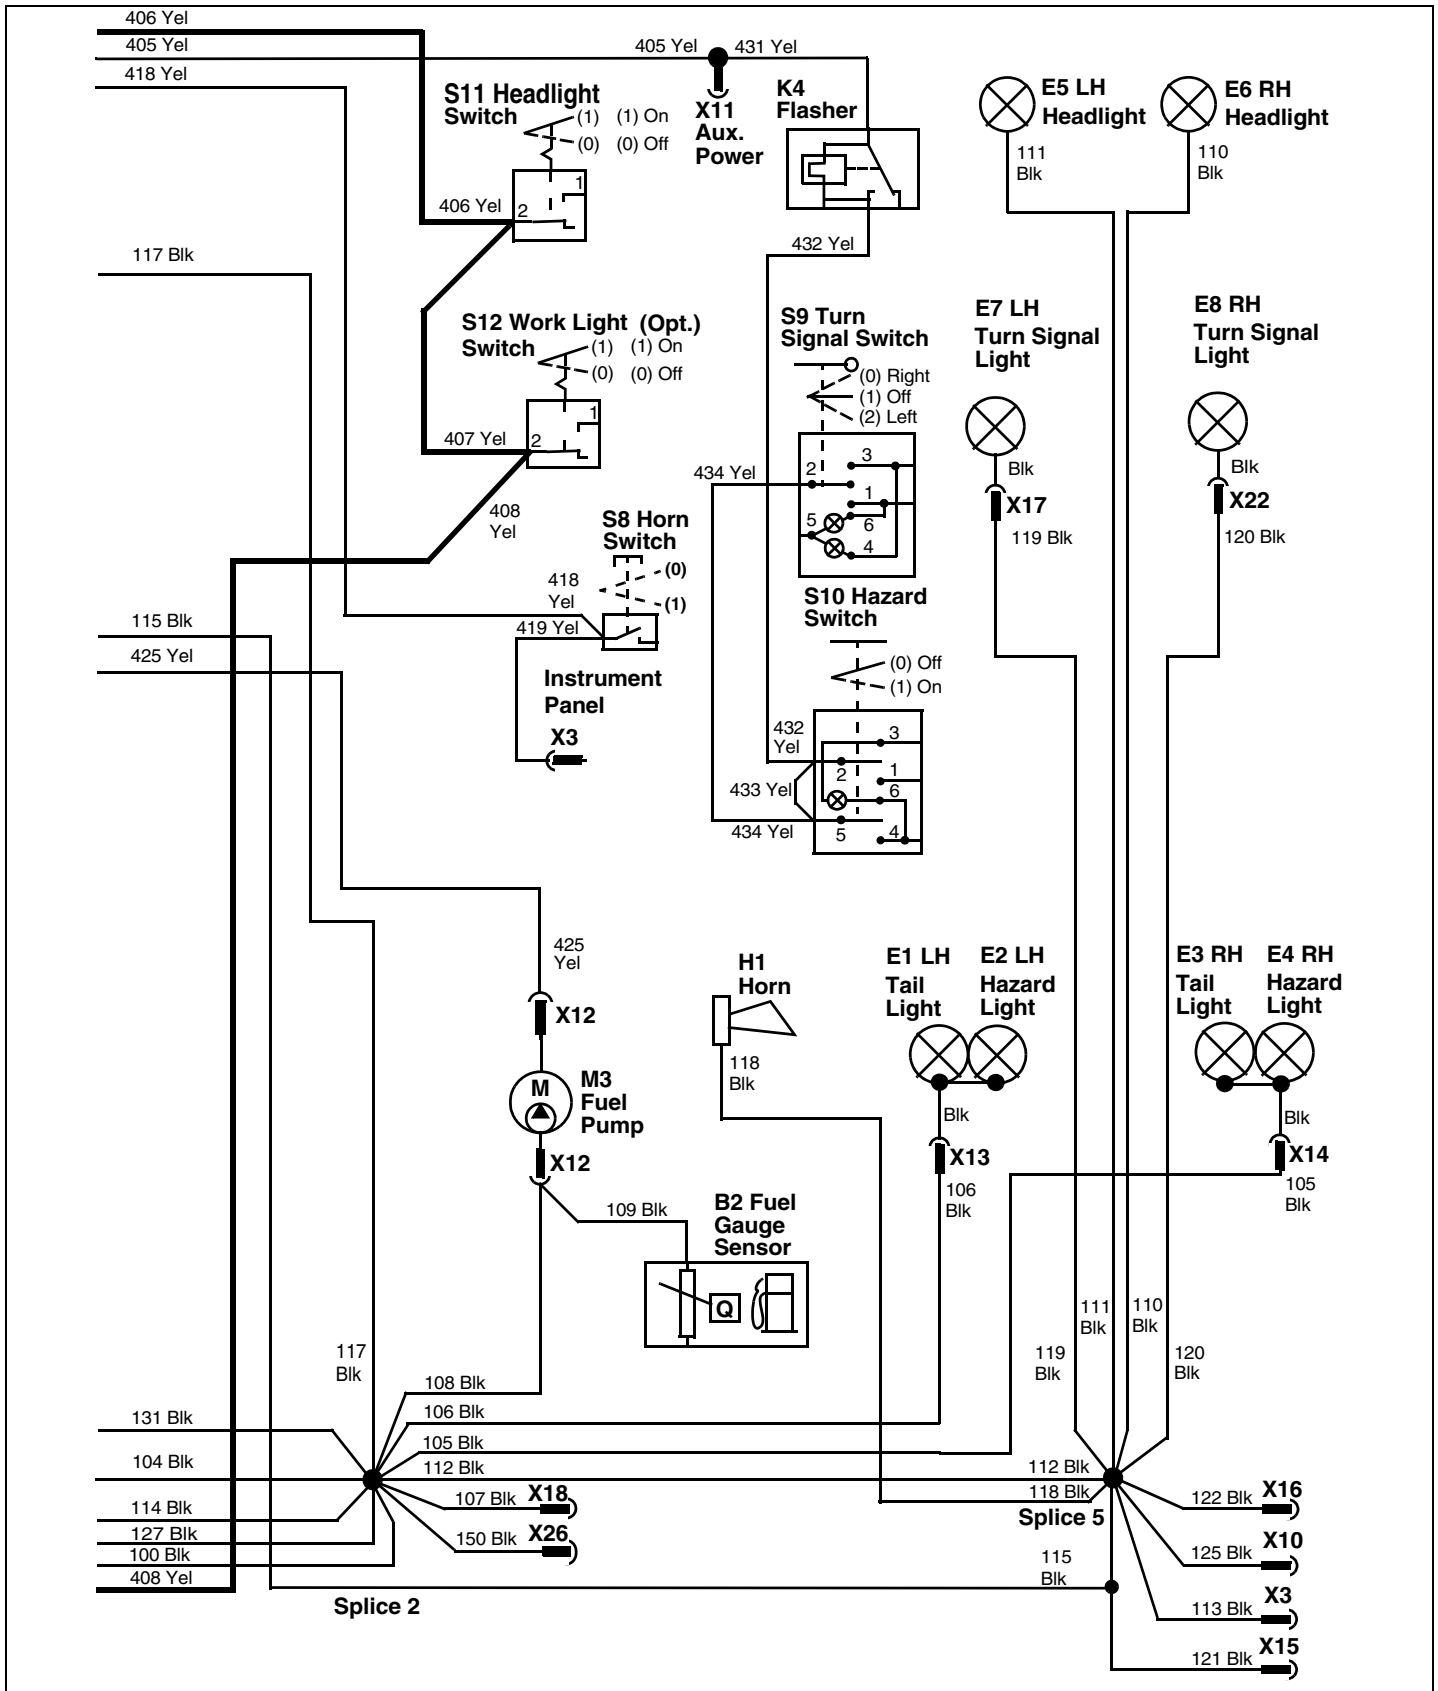 406 Yel
405 Yel
405 Yel
431 Yel
418 Yel
S11 Headlight
Switch
(1)
(1) On
(0)
(0) Off
X11
Aux.
Power
K4
Flasher
E5 LH
Headlight
E6 RH
Headlight
111
Blk
110
Blk
1
406 Yel
2
432 Yel
117 Blk
S12 Work Light (Opt.)
Switch
(1)
(1) On
(0)
(0) Off
S9 Turn
Signal Switch
(0) Right
(1) Off
(2) Left
E7 LH
Turn Signal
Light
E8 RH
Turn Signal
Light
1
407 Yel
2
434 Yel
2
3
1
5
6
4
Blk
X17
119 Blk
Blk
X22
120 Blk
408
Yel
S8 Horn
Switch
(0)
(1)
418
Yel
419 Yel
S10 Hazard
Switch
(0) Off
(1) On
115 Blk
425 Yel
Instrument
Panel
X3
432
Yel
3
2
1
433 Yel
6
434 Yel
5
4
425
Yel
X12
H1
Horn
E1 LH
Tail
Light
E2 LH
Hazard
Light
E3 RH
Tail
Light
E4 RH
Hazard
Light
118
Blk
M
M3
Fuel
Pump
Blk
Blk
X12
X13
X14
106
Blk
105
Blk
109 Blk
B2 Fuel
Gauge
Sensor
Q
111
Blk
110
Blk
117
Blk
119
Blk
120
Blk
108 Blk
106 Blk
131 Blk
105 Blk
104 Blk
112 Blk
112 Blk
107 Blk
X18
118 Blk
122 Blk
X16
114 Blk
Splice 5
127 Blk
150 Blk
X26
125 Blk
X10
100 Blk
115
Blk
408 Yel
Splice 2
113 Blk
X3
121 Blk
X15